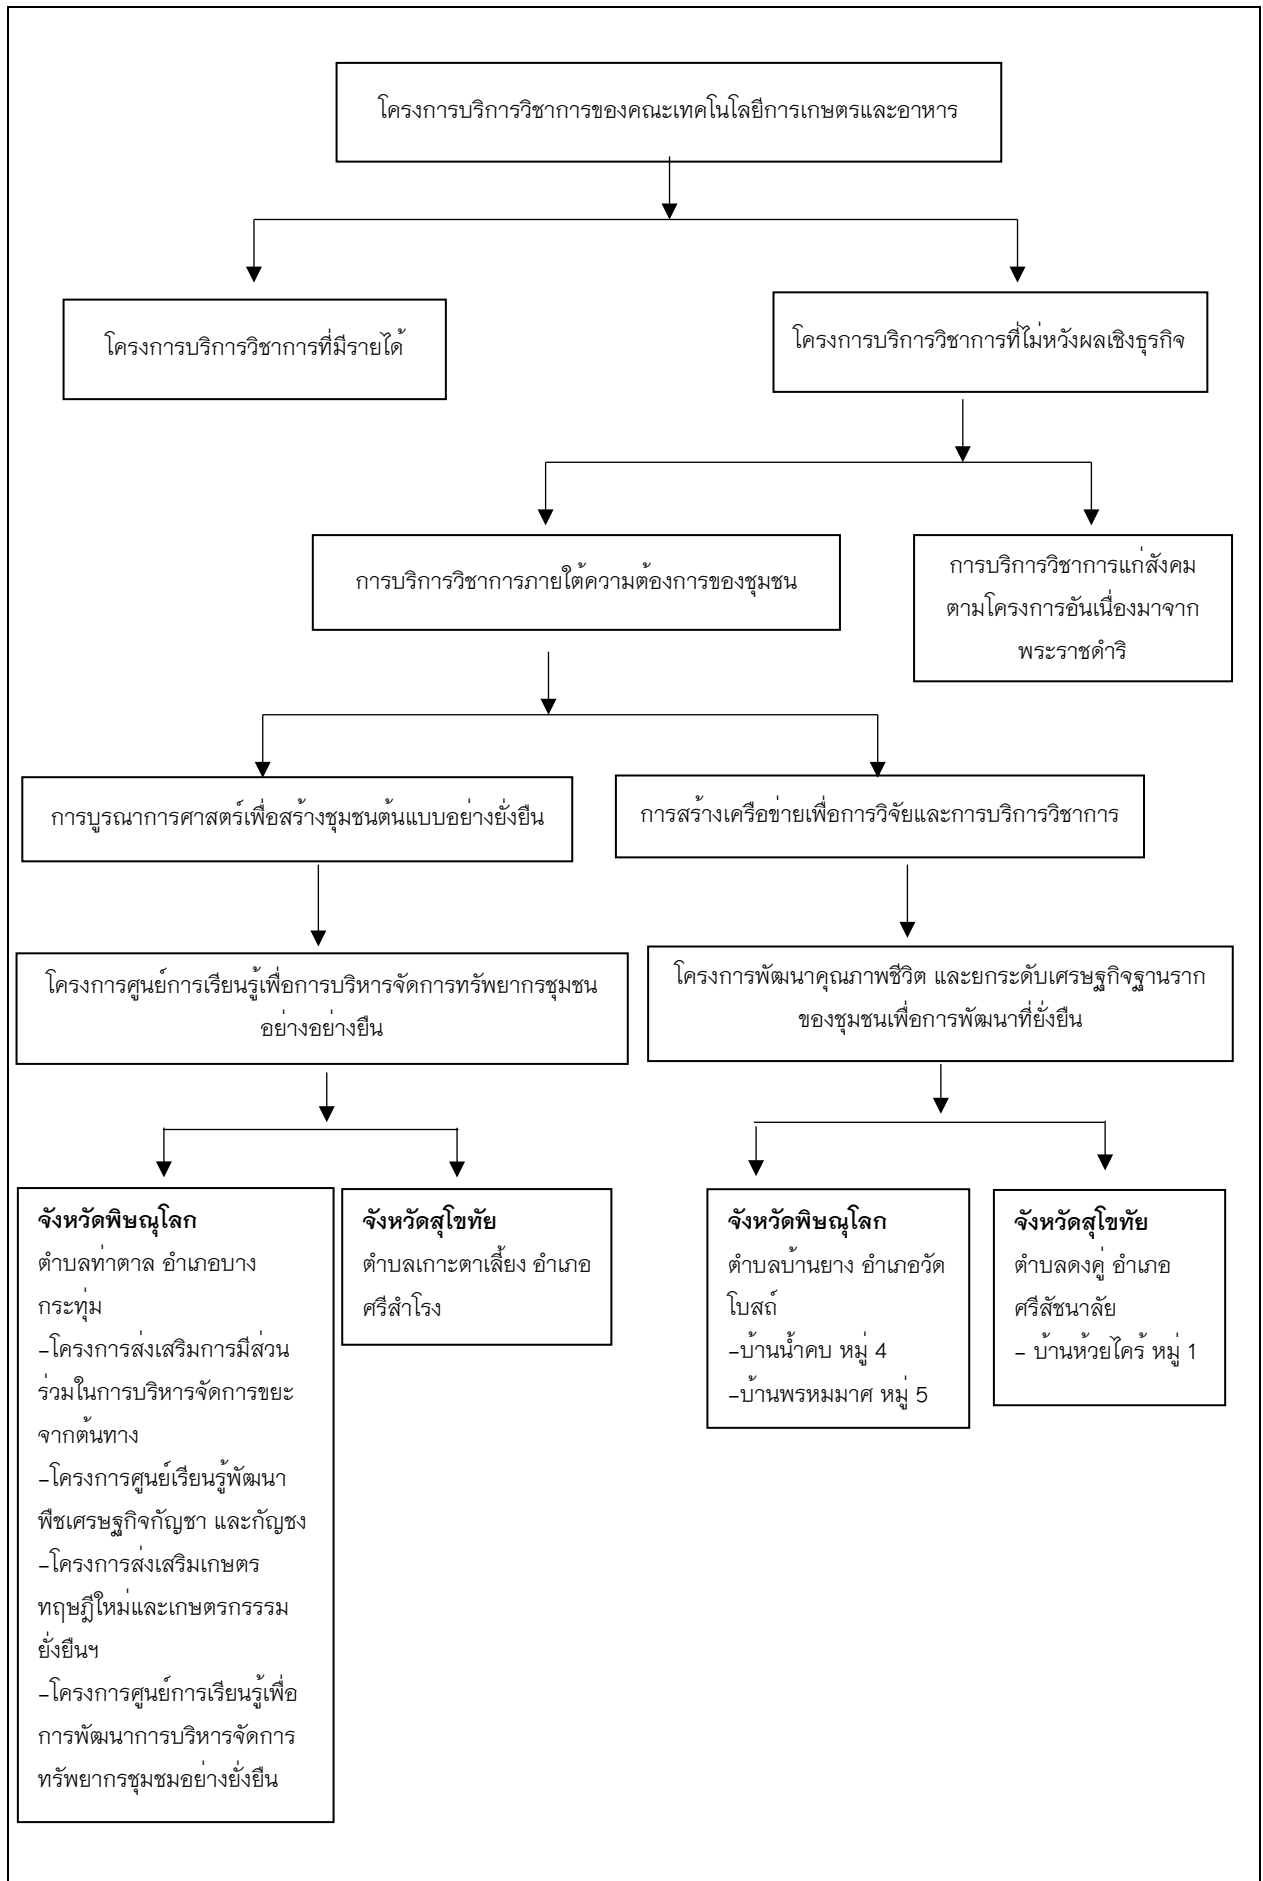 โครงการบริการวิชาการของคณะเทคโนโลยีการเกษตรและอาหาร
โครงการบริการวิชาการที่มีรายได้
โครงการบริการวิชาการที่ไม่หวังผลเชิงธุรกิจ
การบริการวิชาการภายใต้ความต้องการของชุมชน
การบริการวิชาการแก่สังคม
ตามโครงการอันเนื่องมาจาก
พระราชดำริ
การบูรณาการศาสตร์เพื่อสร้างชุมชนต้นแบบอย่างยั่งยืน
การสร้างเครือข่ายเพื่อการวิจัยและการบริการวิชาการ
โครงการศูนย์การเรียนรู้เพื่อการบริหารจัดการทรัพยากรชุมชน
อย่างอย่างยืน
โครงการพัฒนาคุณภาพชีวิต และยกระดับเศรษฐกิจฐานราก
ของชุมชนเพื่อการพัฒนาที่ยั่งยืน
จังหวัดพิษณุโลก
ตำบลท่าตาล อำเภอบาง
กระทุ่ม
-โครงการส่งเสริมการมีส่วน
ร่วมในการบริหารจัดการขยะ
จากต้นทาง
-โครงการศูนย์เรียนรู้พัฒนา
พืชเศรษฐกิจกัญชา และกัญชง
-โครงการส่งเสริมเกษตร
ทฤษฎีใหม่และเกษตรกรรรม
ยั่งยืนฯ
-โครงการศูนย์การเรียนรู้เพื่อ
การพัฒนาการบริหารจัดการ
ทรัพยากรชุมชมอย่างยั่งยืน
จังหวัดสุโขทัย
ตำบลเกาะตาเลี้ยง อำเภอ
ศรีสำโรง
จังหวัดพิษณุโลก
ตำบลบ้านยาง อำเภอวัด
โบสถ์
-บ้านน้ำคบ หมู่ 4
-บ้านพรหมมาศ หมู่ 5
จังหวัดสุโขทัย
ตำบลดงคู่ อำเภอ
ศรีสัชนาลัย
- บ้านห้วยไคร้ หมู่ 1